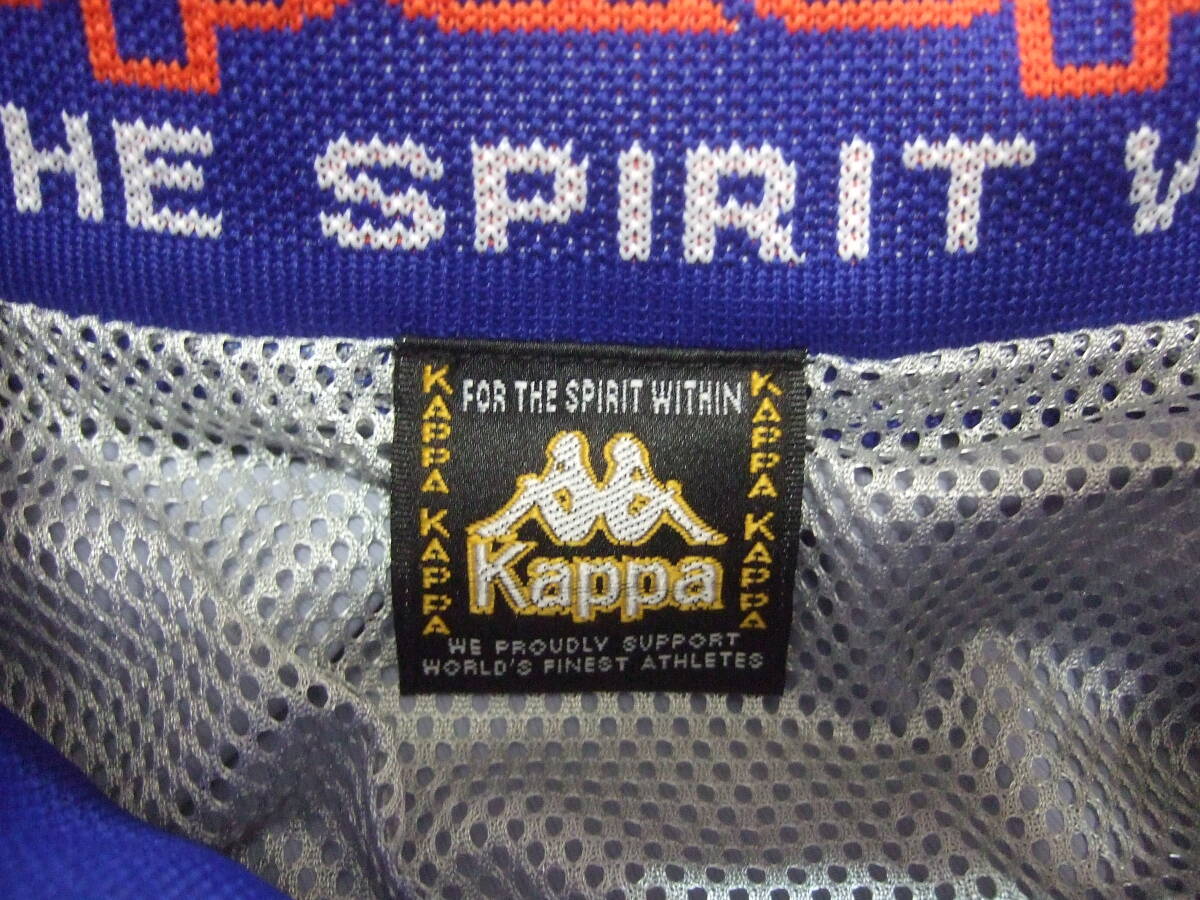 HE SPIRIT W
FOR THE SPIRIT WITHIN
KAPPA KAPPA
KAPPA KAPPA
Kappa
WE PROUDLY SUPPORT
WORLD'S FINEST ATHLETES